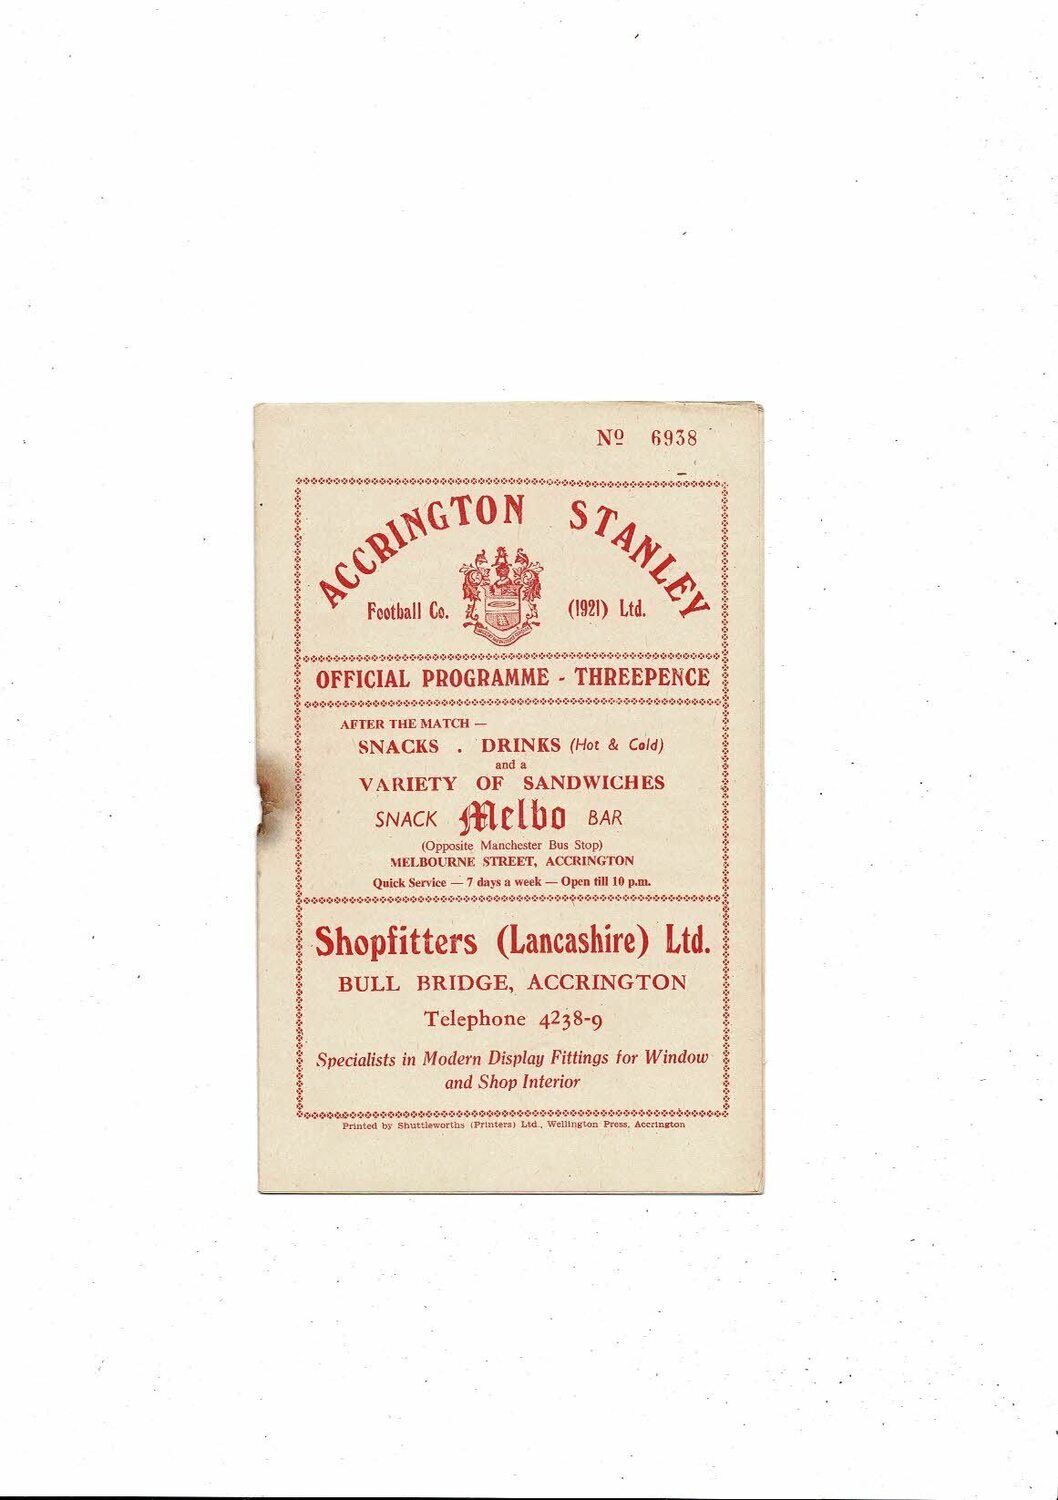 Nº 6938
ACCRINGTON STANLEY
Football Co. (1921) Ltd.
OFFICIAL PROGRAMME - THREEPENCE
AFTER THE MATCH —
SNACKS . DRINKS (Hot & Cold)
and a
VARIETY OF SANDWICHES
SNACK Melbo BAR
(Opposite Manchester Bus Stop)
MELBOURNE STREET, ACCRINGTON
Quick Service — 7 days a week — Open till 10 p.m.
Shopfitters (Lancashire) Ltd.
BULL BRIDGE, ACCRINGTON
Telephone 4238-9
Specialists in Modern Display Fittings for Window
and Shop Interior
Printed by Shuttleworths (Printers) Ltd., Wellington Press, Accrington